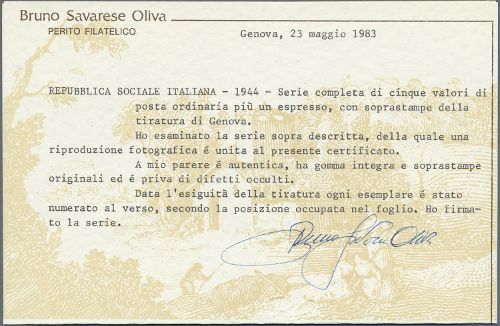 Bruno Savarese Oliva
PERITO FILATELICO
Genova, 23 maggio 1983
REPUBBLICA SOCIALE ITALIANA - 1944 - Serie completa di cinque valori di
posta ordinaria più un espresso, con soprastampe della
tiratura di Genova.
Ho esaminato la serie sopra descritta, della quale una
riproduzione fotografica é unita al presente certificato.
A mio parere é autentica, ha gomma integra e soprastampe
originali ed é priva di difetti occulti.
Data l'esiguità della tiratura ogni esemplare é stato
numerato al verso, secondo la posizione occupata nel foglio. Ho firma-
to la serie.